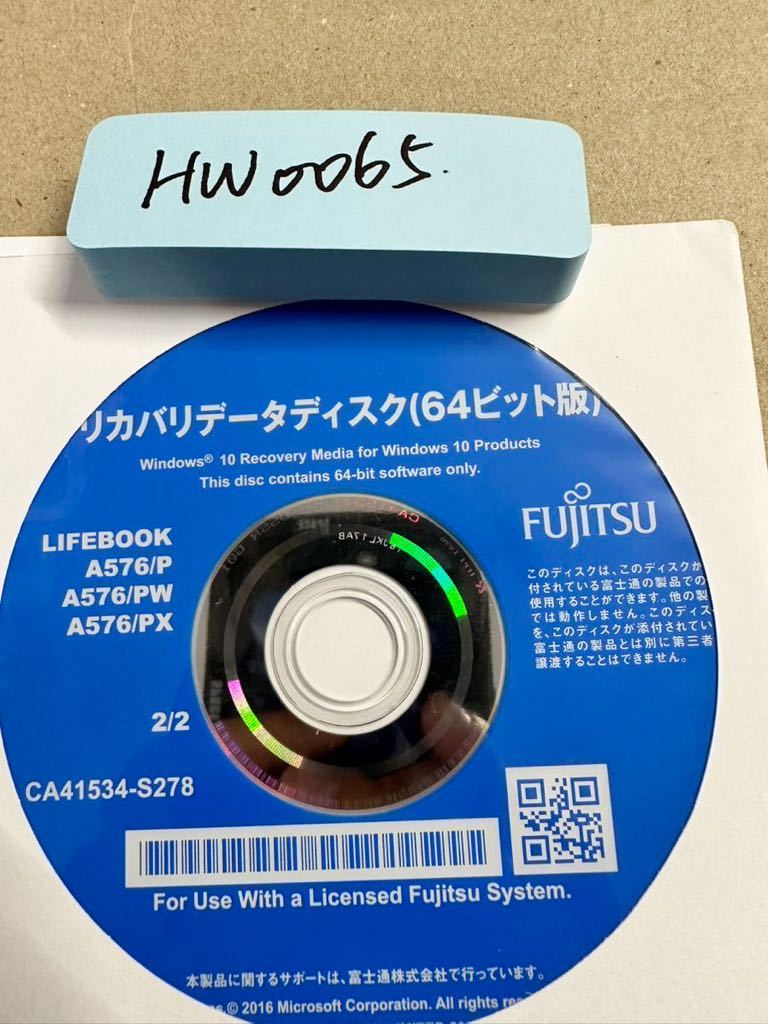 HW0065.
リカバリデータディスク(64ビット版)
Windows® 10 Recovery Media for Windows 10 Products
This disc contains 64-bit software only.
FUJITSU
LIFEBOOK
A576/P
A576/PW
A576/PX
このディスクは、このディスクが
付されている富士通の製品での
使用することができます。他の製
では動作しません。このディス
を、このディスクが添付されてい
富士通の製品とは別に第三者
譲渡することはできません。
2/2
CA41534-S278
For Use With a Licensed Fujitsu System.
本製品に関するサポートは、富士通株式会社で行っています。
© 2016 Microsoft Corporation. All rights